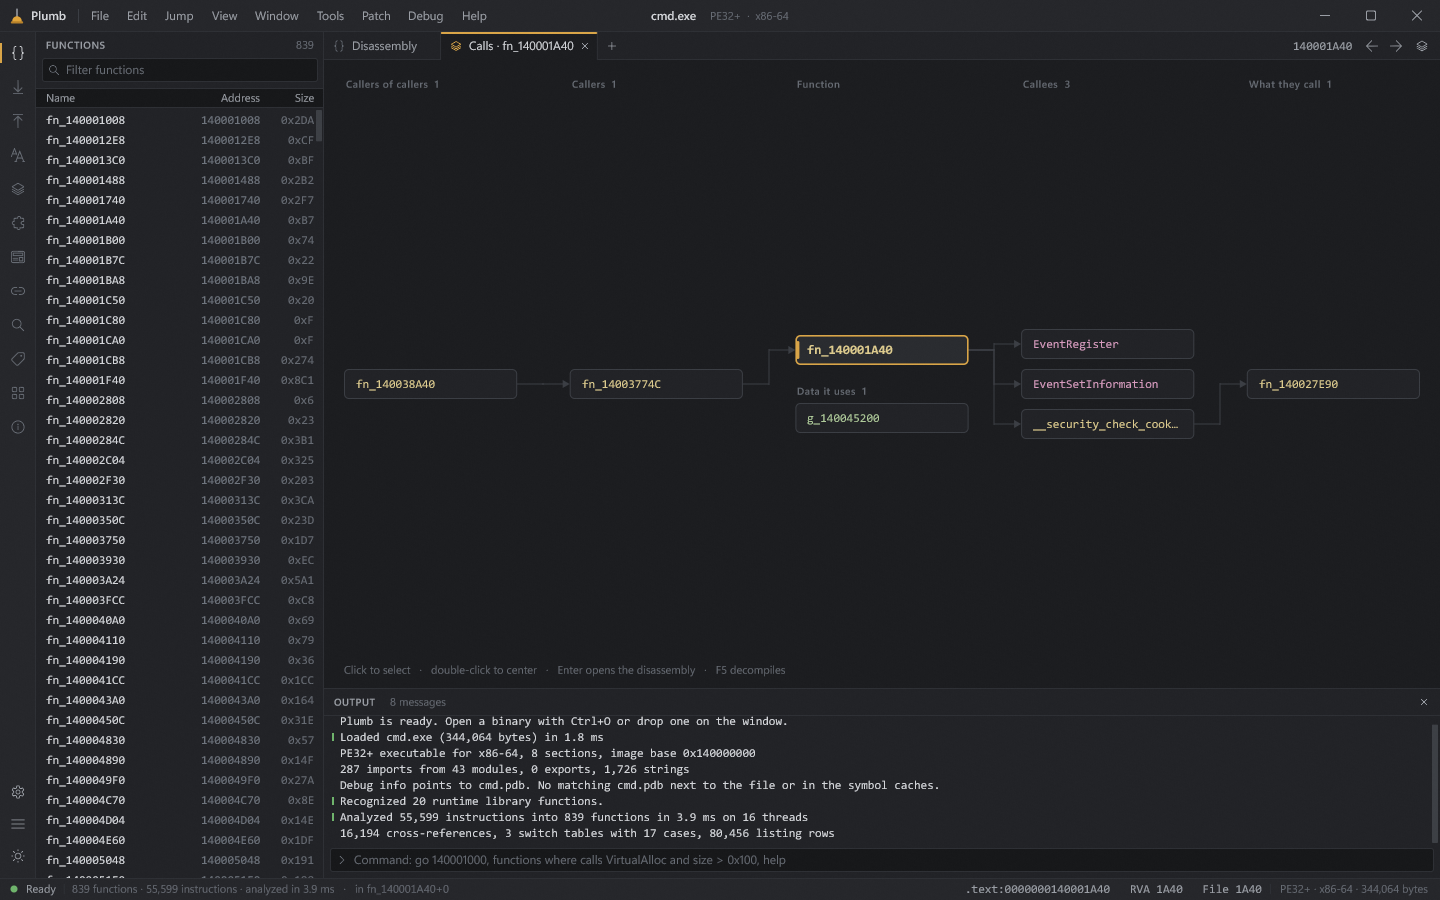 Plumb File Edit Jump View Window Tools Patch Debug Help cmd.exe PE32+ · x86-64
FUNCTIONS 839
Filter functions
Name Address Size
fn_140001008 140001008 0x2DA
fn_1400012E8 1400012E8 0xCF
fn_1400013C0 1400013C0 0xBF
fn_140001488 140001488 0x2B2
fn_140001740 140001740 0x2F7
fn_140001A40 140001A40 0xB7
fn_140001B00 140001B00 0x74
fn_140001B7C 140001B7C 0x22
fn_140001BA8 140001BA8 0x9E
fn_140001C50 140001C50 0x20
fn_140001C80 140001C80 0xF
fn_140001CA0 140001CA0 0xF
fn_140001CB8 140001CB8 0x274
fn_140001F40 140001F40 0x8C1
fn_140002808 140002808 0x6
fn_140002820 140002820 0x23
fn_14000284C 14000284C 0x3B1
fn_140002C04 140002C04 0x325
fn_140002F30 140002F30 0x203
fn_14000313C 14000313C 0x3CA
fn_14000350C 14000350C 0x23D
fn_140003750 140003750 0x1D7
fn_140003930 140003930 0xEC
fn_140003A24 140003A24 0x5A1
fn_140003FCC 140003FCC 0xC8
fn_1400040A0 1400040A0 0x69
fn_140004110 140004110 0x79
fn_140004190 140004190 0x36
fn_1400041CC 1400041CC 0x1CC
fn_1400043A0 1400043A0 0x164
fn_14000450C 14000450C 0x31E
fn_140004830 140004830 0x57
fn_140004890 140004890 0x14F
fn_1400049F0 1400049F0 0x27A
fn_140004C70 140004C70 0x8E
fn_140004D04 140004D04 0x14E
fn_140004E60 140004E60 0x1DF
fn_140005048 140005048 0x191
Disassembly Calls · fn_140001A40 140001A40
Callers of callers 1 Callers 1 Function Callees 3 What they call 1
fn_140038A40
fn_14003774C
fn_140001A40
Data it uses 1
g_140045200
EventRegister
EventSetInformation
__security_check_cook…
fn_140027E90
Click to select · double-click to center · Enter opens the disassembly · F5 decompiles
OUTPUT 8 messages
Plumb is ready. Open a binary with Ctrl+O or drop one on the window.
Loaded cmd.exe (344,064 bytes) in 1.8 ms
PE32+ executable for x86-64, 8 sections, image base 0x140000000
287 imports from 43 modules, 0 exports, 1,726 strings
Debug info points to cmd.pdb. No matching cmd.pdb next to the file or in the symbol caches.
Recognized 20 runtime library functions.
Analyzed 55,599 instructions into 839 functions in 3.9 ms on 16 threads
16,194 cross-references, 3 switch tables with 17 cases, 80,456 listing rows
Command: go 140001000, functions where calls VirtualAlloc and size > 0x100, help
Ready 839 functions · 55,599 instructions · analyzed in 3.9 ms · in fn_140001A40+0 .text:0000000140001A40 RVA 1A40 File 1A40 PE32+ · x86-64 · 344,064 bytes